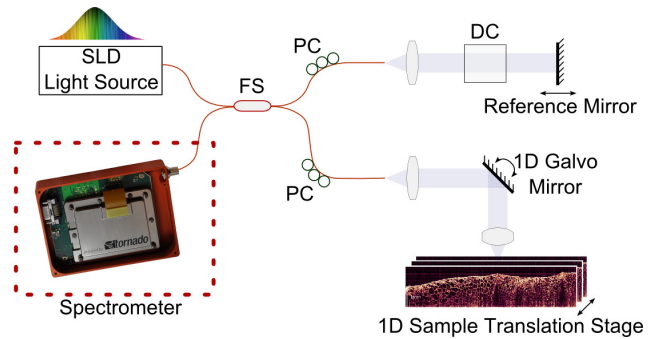 SLD
Light Source
FS
PC
DC
Reference Mirror
PC
1D Galvo
Mirror
tornado
Spectrometer
1D Sample Translation Stage